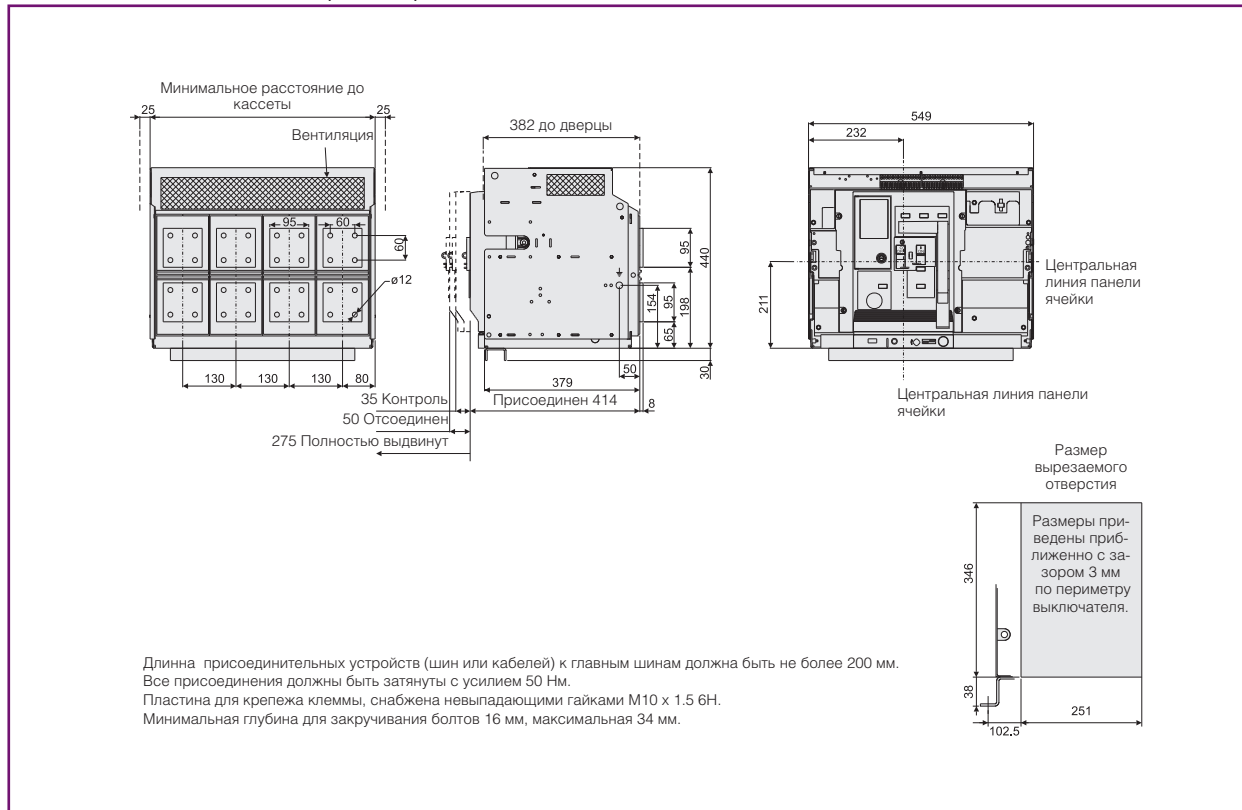 Минимальное расстояние до
кассеты
25
25
Вентиляция
95
60
60
ø12
130
130
130
80
382 до дверцы
440
95
198
95
154
65
30
50
379
35 Контроль
Присоединен 414
8
50 Отсоединен
275 Полностью выдвинут
549
232
211
Центральная
линия панели
ячейки
Центральная линия панели
ячейки
Размер
вырезаемого
отверстия
Размеры при-
ведены приб-
лиженно с за-
зором 3 мм
по периметру
выключателя.
346
38
251
102.5
Длинна присоединительных устройств (шин или кабелей) к главным шинам должна быть не более 200 мм.
Все присоединения должны быть затянуты с усилием 50 Нм.
Пластина для крепежа клеммы, снабжена невыпадающими гайками M10 x 1.5 6H.
Минимальная глубина для закручивания болтов 16 мм, максимальная 34 мм.